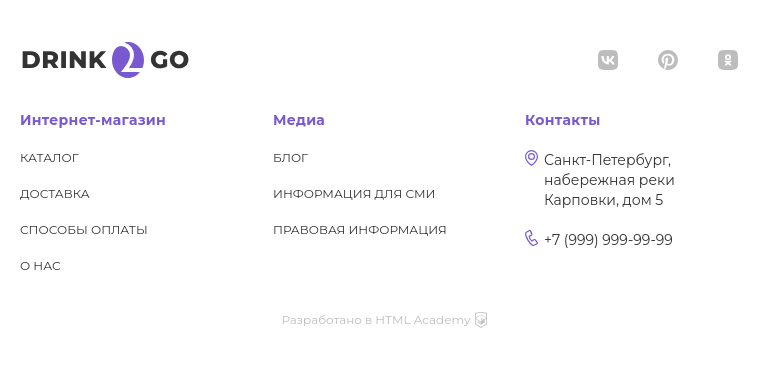 DRINK 2 GO
Интернет-магазин
КАТАЛОГ
ДОСТАВКА
СПОСОБЫ ОПЛАТЫ
О НАС
Медиа
БЛОГ
ИНФОРМАЦИЯ ДЛЯ СМИ
ПРАВОВАЯ ИНФОРМАЦИЯ
Контакты
Санкт-Петербург,
набережная реки
Карповки, дом 5
+7 (999) 999-99-99
Разработано в HTML Academy